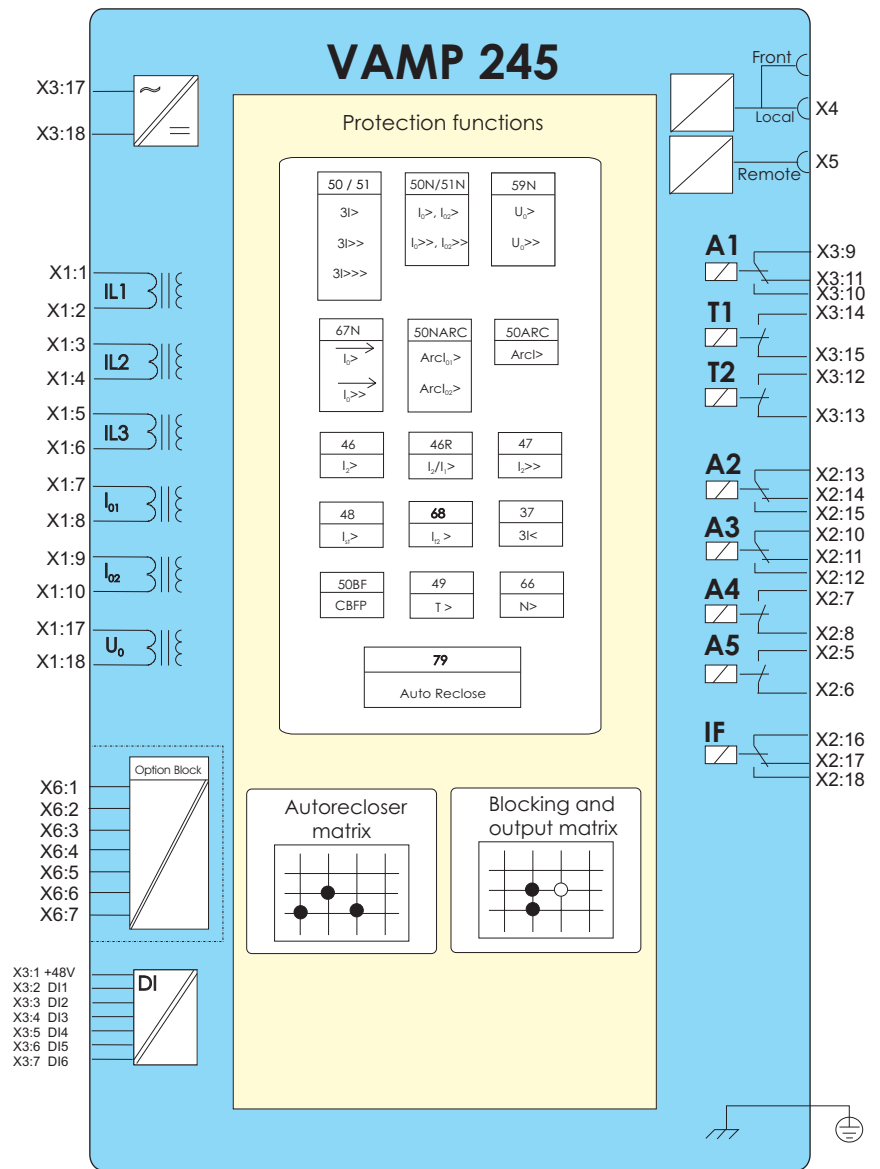 VAMP 245
X3:17
X3:18
~
Protection functions
50 / 51
3I>
3I>>
3I>>>
50N/51N
I₀>, I₀₂>
I₀>>, I₀₂>>
59N
U₀>
U₀>>
67N
I₀>
I₀>>
50NARC
ArcI₀₁>
ArcI₀₂>
50ARC
ArcI>
46
I₂>
46R
I₂/I₁>
47
I₂>>
48
Iₛₜ>
68
I_f2 >
37
3I<
50BF
CBFP
49
T >
66
N>
79
Auto Reclose
Autorecloser
matrix
Blocking and
output matrix
X1:1
IL1
X1:2
X1:3
IL2
X1:4
X1:5
IL3
X1:6
X1:7
I₀₁
X1:8
X1:9
I₀₂
X1:10
X1:17
U₀
X1:18
Option Block
X6:1
X6:2
X6:3
X6:4
X6:5
X6:6
X6:7
DI
X3:1 +48V
X3:2 DI1
X3:3 DI2
X3:4 DI3
X3:5 DI4
X3:6 DI5
X3:7 DI6
Front
Local
X4
Remote
X5
A1
X3:9
X3:11
X3:10
T1
X3:14
X3:15
T2
X3:12
X3:13
A2
X2:13
X2:14
X2:15
A3
X2:10
X2:11
X2:12
A4
X2:7
X2:8
A5
X2:5
X2:6
IF
X2:16
X2:17
X2:18